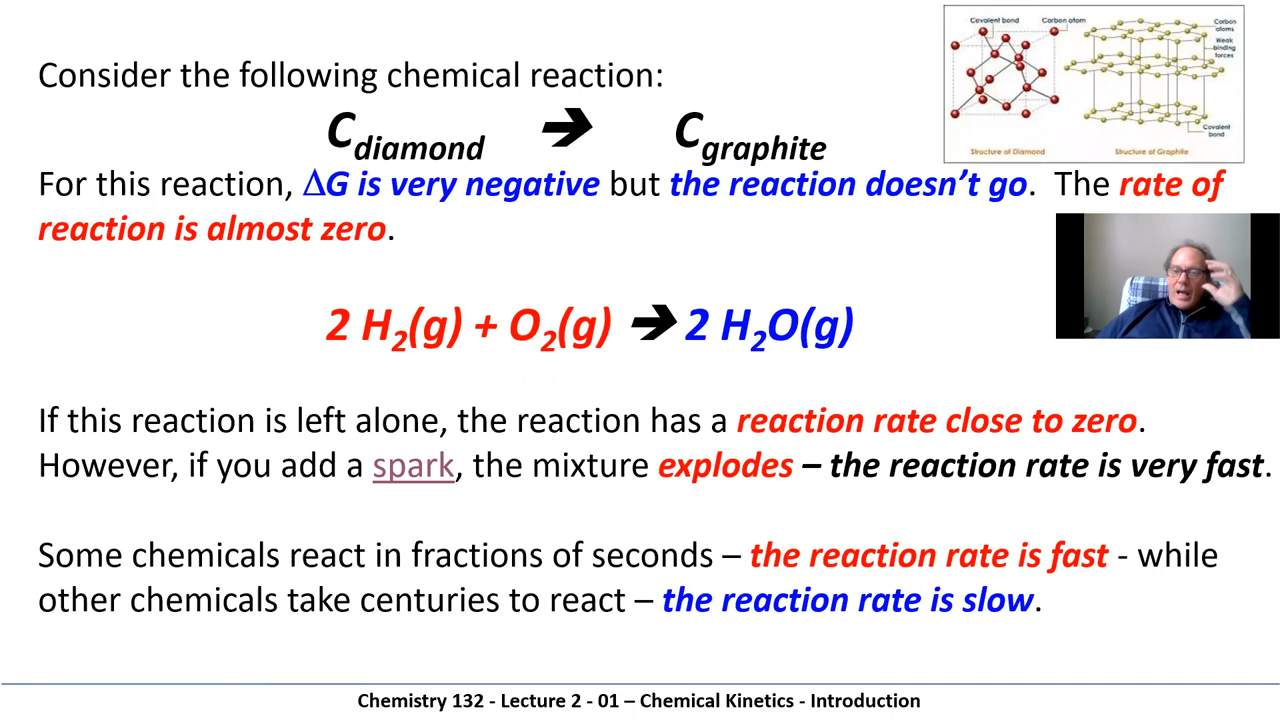 Consider the following chemical reaction:
Covalent bond
Carbon atom
Carbon atoms
Weak binding forces
Covalent bond
Structure of Diamond
Structure of Graphite
C diamond ➔ C graphite
For this reaction, ΔG is very negative but the reaction doesn’t go. The rate of
reaction is almost zero.
2 H2(g) + O2(g) ➔ 2 H2O(g)
If this reaction is left alone, the reaction has a reaction rate close to zero.
However, if you add a spark, the mixture explodes – the reaction rate is very fast.
Some chemicals react in fractions of seconds – the reaction rate is fast - while
other chemicals take centuries to react – the reaction rate is slow.
Chemistry 132 - Lecture 2 - 01 – Chemical Kinetics - Introduction